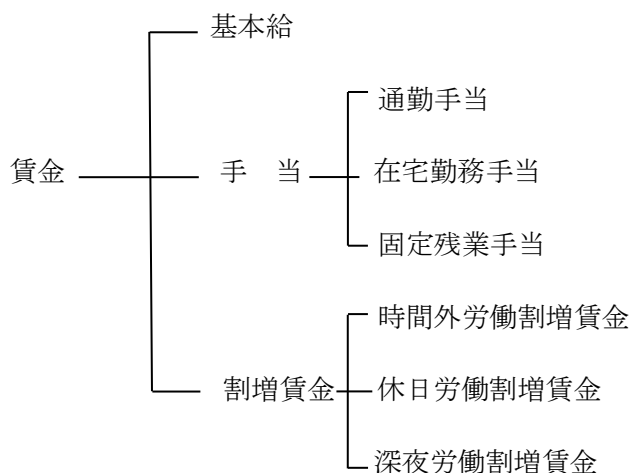 基本給
通勤手当
賃金
手　当
在宅勤務手当
固定残業手当
時間外労働割増賃金
割増賃金
休日労働割増賃金
深夜労働割増賃金